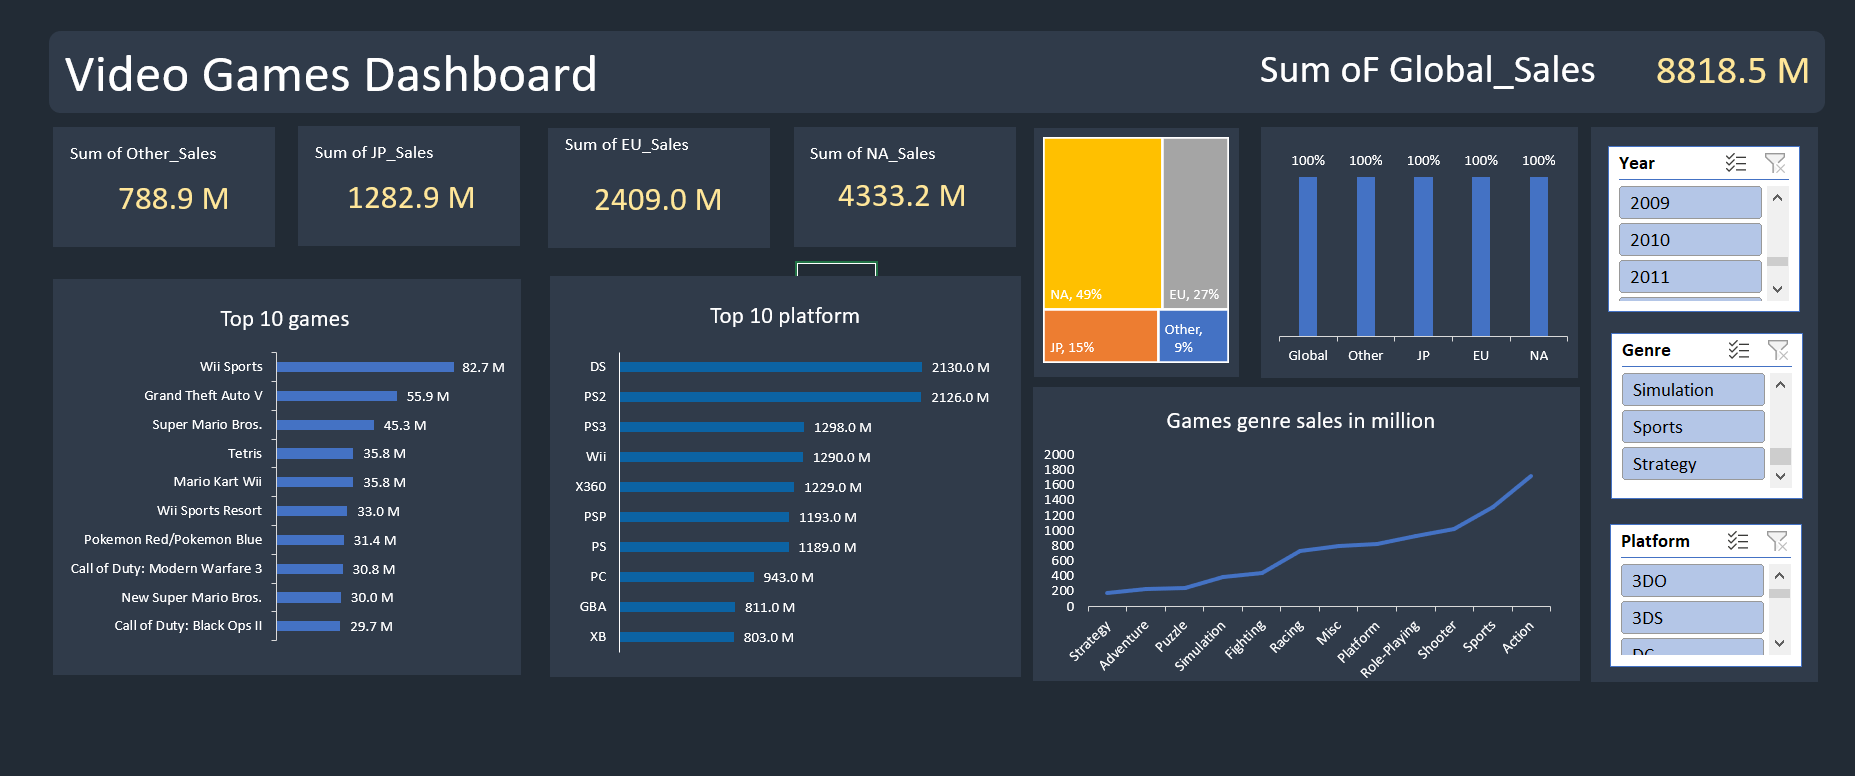 Video Games Dashboard
Sum oF Global_Sales
8818.5 M
Sum of Other_Sales
788.9 M
Sum of JP_Sales
1282.9 M
Sum of EU_Sales
2409.0 M
Sum of NA_Sales
4333.2 M
NA, 49%
EU, 27%
JP, 15%
Other,
9%
100%
100%
100%
100%
100%
Global
Other
JP
EU
NA
Year
2009
2010
2011
Genre
Simulation
Sports
Strategy
Platform
3DO
3DS
DC
Top 10 games
Wii Sports
82.7 M
Grand Theft Auto V
55.9 M
Super Mario Bros.
45.3 M
Tetris
35.8 M
Mario Kart Wii
35.8 M
Wii Sports Resort
33.0 M
Pokemon Red/Pokemon Blue
31.4 M
Call of Duty: Modern Warfare 3
30.8 M
New Super Mario Bros.
30.0 M
Call of Duty: Black Ops II
29.7 M
Top 10 platform
DS
2130.0 M
PS2
2126.0 M
PS3
1298.0 M
Wii
1290.0 M
X360
1229.0 M
PSP
1193.0 M
PS
1189.0 M
PC
943.0 M
GBA
811.0 M
XB
803.0 M
Games genre sales in million
2000
1800
1600
1400
1200
1000
800
600
400
200
0
Strategy
Adventure
Puzzle
Simulation
Fighting
Racing
Misc
Platform
Role-Playing
Shooter
Sports
Action